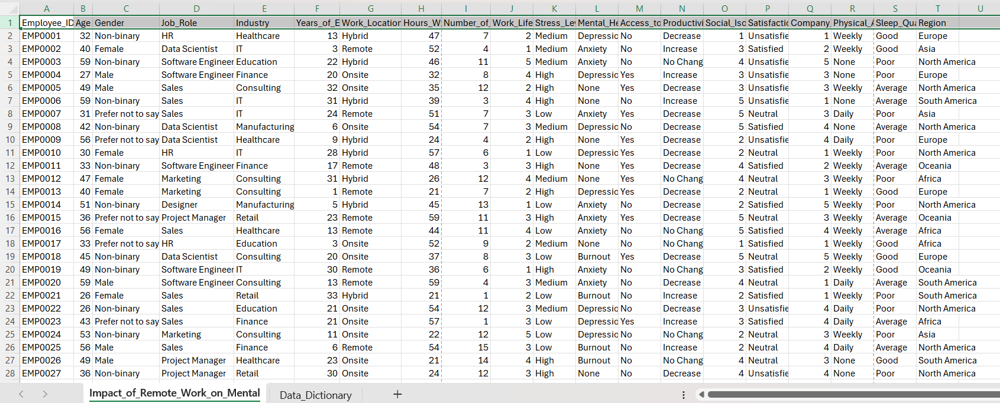 A B C D E F G H I J K L M N O P Q R S T U
1 Employee_ID Age Gender Job_Role Industry Years_of_E Work_Location Hours_W Number_of_ Work_Life Stress_Le Mental_He Access_to Productivi Social_Iso Satisfactic Company_ Physical_A Sleep_Qua Region
2 EMP0001 32 Non-binary HR Healthcare 13 Hybrid 47 7 2 Medium Depressio No Decrease 1 Unsatisfie 1 Weekly Good Europe
3 EMP0002 40 Female Data Scientist IT 3 Remote 52 4 1 Medium Anxiety No Increase 3 Satisfied 2 Weekly Good Asia
4 EMP0003 59 Non-binary Software Engineer Education 22 Hybrid 46 11 5 Medium Anxiety No No Chang 4 Unsatisfie 5 None Poor North America
5 EMP0004 27 Male Software Engineer Finance 20 Onsite 32 8 4 High Depressio Yes Increase 3 Unsatisfie 3 None Poor Europe
6 EMP0005 49 Male Sales Consulting 32 Onsite 35 12 2 High None Yes Decrease 3 Unsatisfie 3 Weekly Average North America
7 EMP0006 59 Non-binary Sales IT 31 Hybrid 39 3 4 High None No Increase 5 Unsatisfie 1 None Average South America
8 EMP0007 31 Prefer not to say Sales IT 24 Remote 51 7 3 Low Anxiety Yes Decrease 5 Neutral 3 Daily Poor Asia
9 EMP0008 42 Non-binary Data Scientist Manufacturing 6 Onsite 54 7 3 Medium Depressio No Decrease 5 Satisfied 4 None Average North America
10 EMP0009 56 Prefer not to say Data Scientist Healthcare 9 Hybrid 24 4 2 High None Yes Decrease 2 Unsatisfie 4 Daily Poor Europe
11 EMP0010 30 Female HR IT 28 Hybrid 57 6 1 Low Depressio Yes Decrease 2 Neutral 1 Weekly Poor North America
12 EMP0011 33 Non-binary Software Engineer Finance 17 Remote 48 3 3 High None Yes Decrease 4 Satisfied 2 Weekly Average Oceania
13 EMP0012 47 Female Marketing Consulting 31 Hybrid 26 12 4 Medium None Yes No Chang 4 Neutral 3 Weekly Poor Africa
14 EMP0013 40 Female Marketing Consulting 1 Remote 21 7 2 High Depressio Yes Decrease 2 Neutral 1 Weekly Good Europe
15 EMP0014 51 Non-binary Designer Manufacturing 5 Hybrid 45 13 1 Low Anxiety No Decrease 2 Satisfied 5 Weekly Poor North America
16 EMP0015 36 Prefer not to say Project Manager Retail 23 Remote 59 11 3 High Anxiety Yes Decrease 5 Neutral 3 Weekly Average Oceania
17 EMP0016 56 Female Sales Healthcare 13 Remote 44 11 4 Low Anxiety No No Chang 5 Satisfied 4 Weekly Average Africa
18 EMP0017 33 Prefer not to say HR Education 3 Onsite 52 9 2 Medium None No No Chang 1 Satisfied 1 Weekly Good Africa
19 EMP0018 45 Non-binary Data Scientist Consulting 20 Onsite 37 8 3 Low Burnout Yes Decrease 5 Neutral 5 Weekly Good Europe
20 EMP0019 49 Non-binary Software Engineer IT 30 Remote 36 6 1 High Anxiety No No Chang 3 Satisfied 2 Weekly Good Oceania
21 EMP0020 59 Male Software Engineer Consulting 13 Remote 59 4 3 Medium Anxiety No Decrease 4 Neutral 1 Daily Average South America
22 EMP0021 26 Female Sales Retail 33 Hybrid 21 1 2 Low Burnout No Increase 2 Satisfied 1 Weekly Poor South America
23 EMP0022 26 Non-binary Sales Education 21 Onsite 54 12 3 Medium Depressio No Decrease 3 Unsatisfie 4 Daily Poor North America
24 EMP0023 43 Prefer not to say Sales Finance 21 Onsite 57 1 3 Low Depressio Yes Increase 3 Satisfied 4 Daily Average Africa
25 EMP0024 53 Non-binary Marketing Consulting 11 Onsite 22 12 5 Low Depressio No No Chang 2 Neutral 3 Weekly Poor Asia
26 EMP0025 56 Male Sales Finance 6 Remote 54 15 3 Low Burnout No Increase 2 Neutral 4 Daily Average North America
27 EMP0026 49 Male Project Manager Healthcare 23 Onsite 21 14 4 High Burnout No No Chang 4 Neutral 3 None Good South America
28 EMP0027 36 Non-binary Project Manager Retail 30 Onsite 24 12 3 High None No Decrease 4 Unsatisfie 4 None Poor North America
Impact_of_Remote_Work_on_Mental Data_Dictionary